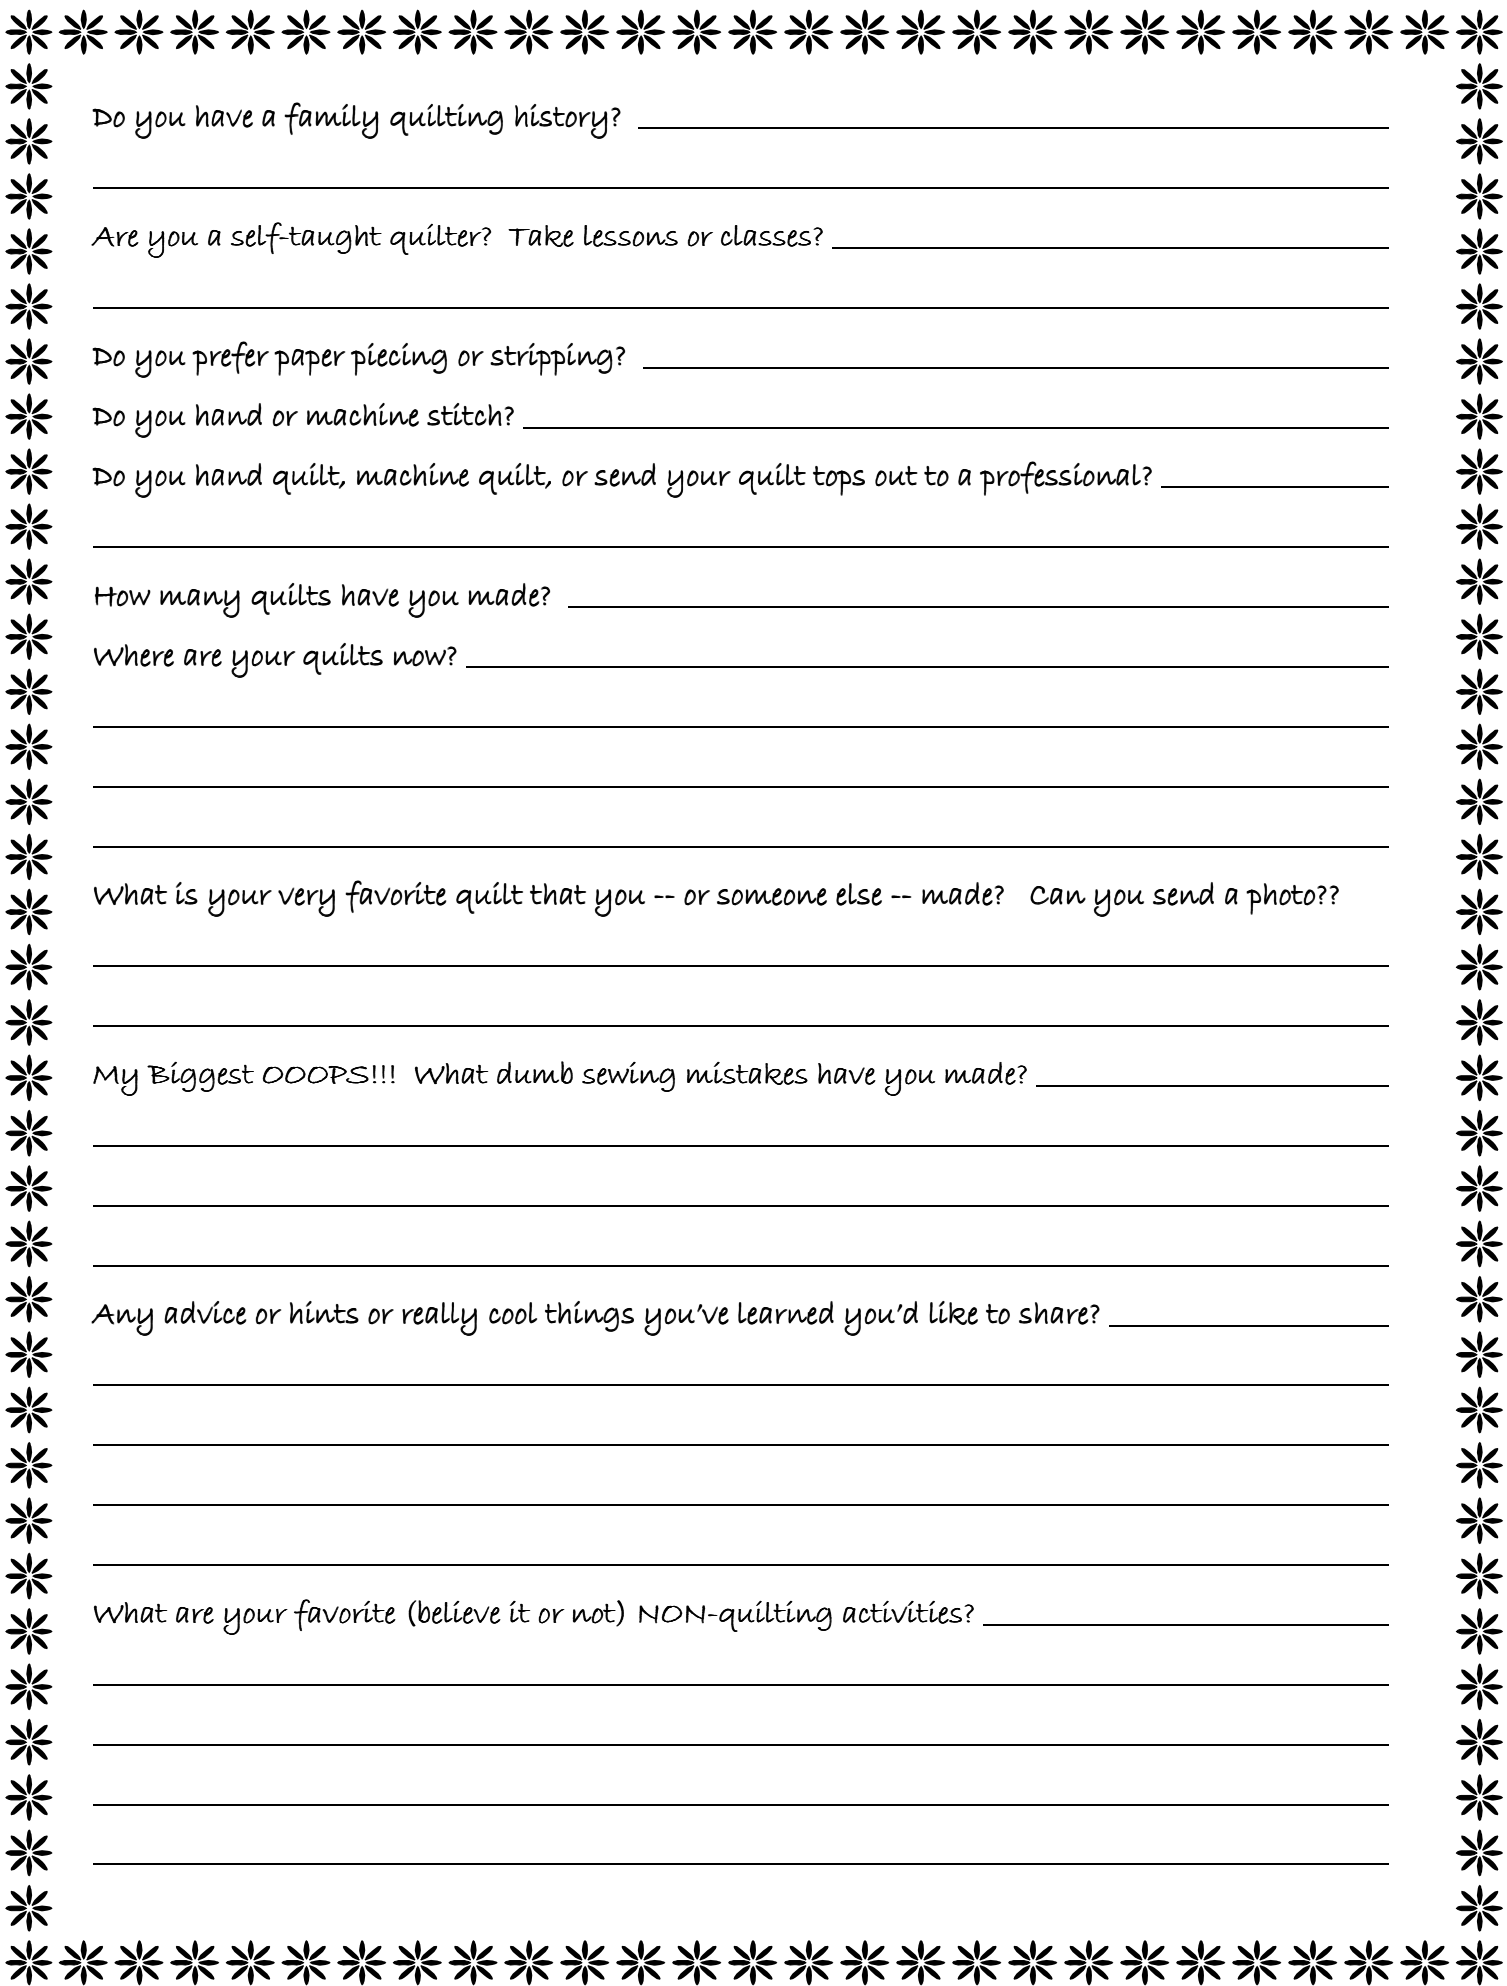 Do you have a family quilting history?
Are you a self-taught quilter? Take lessons or classes?
Do you prefer paper piecing or stripping?
Do you hand or machine stitch?
Do you hand quilt, machine quilt, or send your quilt tops out to a professional?
How many quilts have you made?
Where are your quilts now?
What is your very favorite quilt that you -- or someone else -- made? Can you send a photo??
My Biggest OOOPS!!! What dumb sewing mistakes have you made?
Any advice or hints or really cool things you've learned you'd like to share?
What are your favorite (believe it or not) NON-quilting activities?